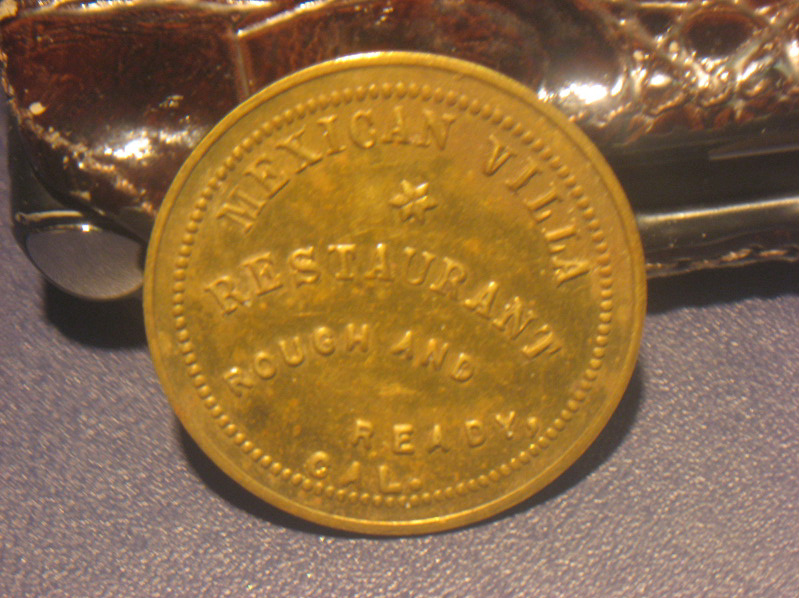 MEXICAN VILLA
RESTAURANT
ROUGH AND
READY,
CAL.